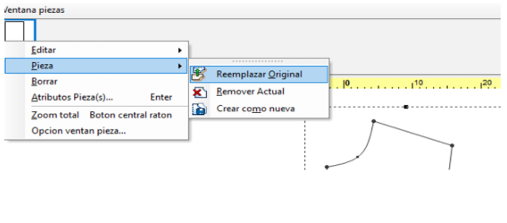 Ventana piezas
Editar
Pieza
Borrar
Atributos Pieza(s)... Enter
Zoom total Boton central raton
Opcion ventan pieza...
Reemplazar Original
Remover Actual
Crear como nueva
0 10 20